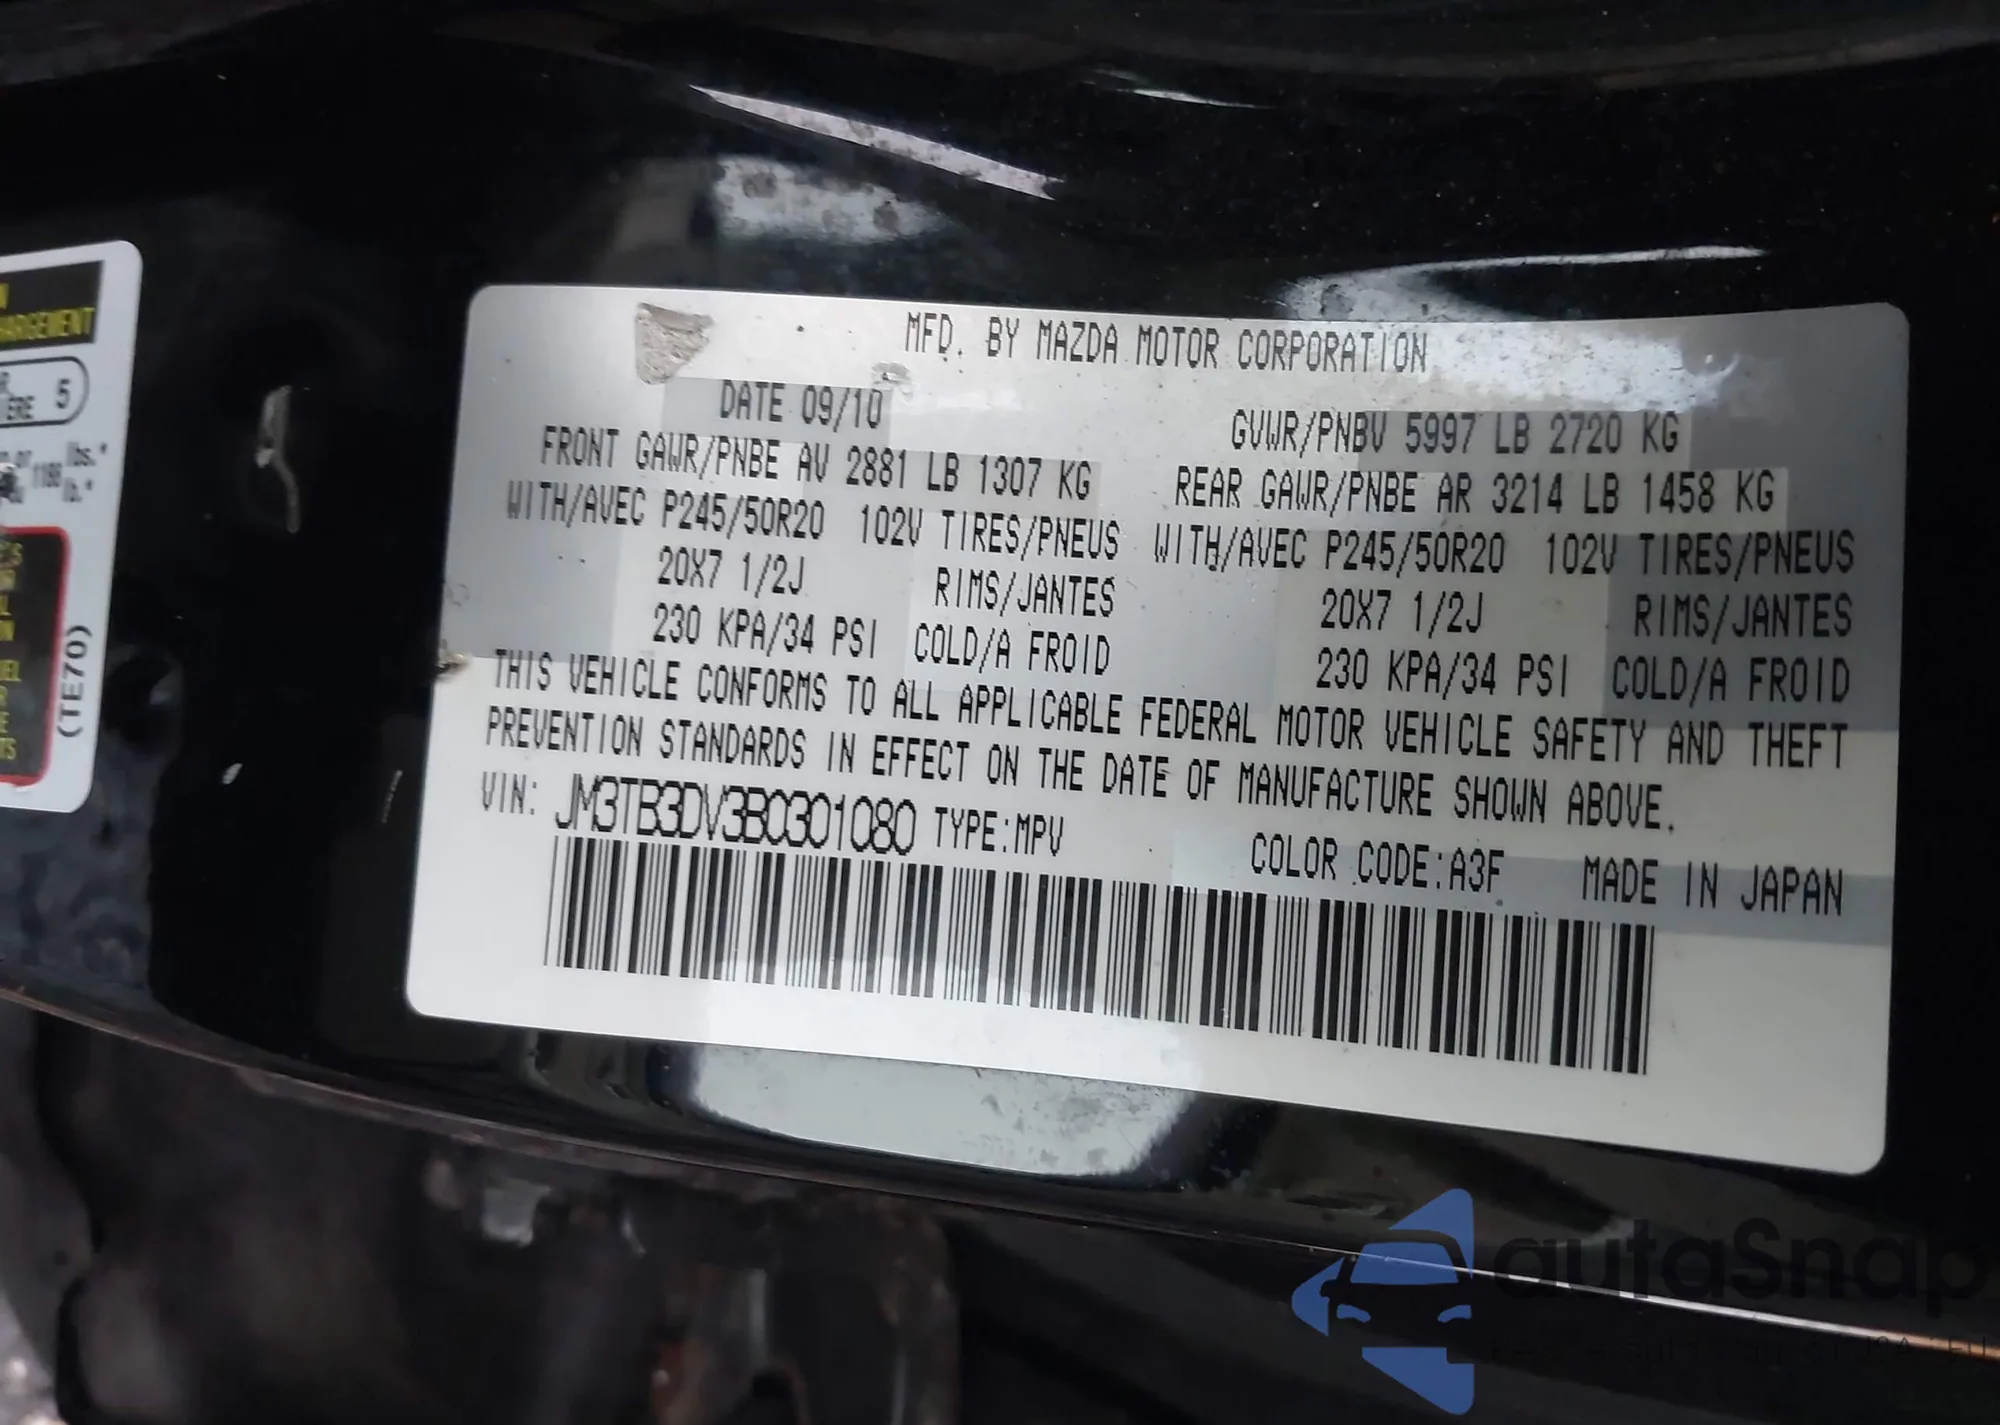 MFD. BY MAZDA MOTOR CORPORATION
DATE 09/10
GVWR/PNBV 5997 LB 2720 KG
FRONT GAWR/PNBE AV 2881 LB 1307 KG
REAR GAWR/PNBE AR 3214 LB 1458 KG
WITH/AVEC P245/50R20 102V TIRES/PNEUS
WITH/AVEC P245/50R20 102V TIRES/PNEUS
20X7 1/2J RIMS/JANTES
20X7 1/2J RIMS/JANTES
230 KPA/34 PSI COLD/A FROID
230 KPA/34 PSI COLD/A FROID
THIS VEHICLE CONFORMS TO ALL APPLICABLE FEDERAL MOTOR VEHICLE SAFETY AND THEFT
PREVENTION STANDARDS IN EFFECT ON THE DATE OF MANUFACTURE SHOWN ABOVE.
VIN: JM3TB3DV3B0301080 TYPE:MPV
COLOR CODE:A3F MADE IN JAPAN
5
lbs.*
1188 lb.*
(TE70)
autaSnap